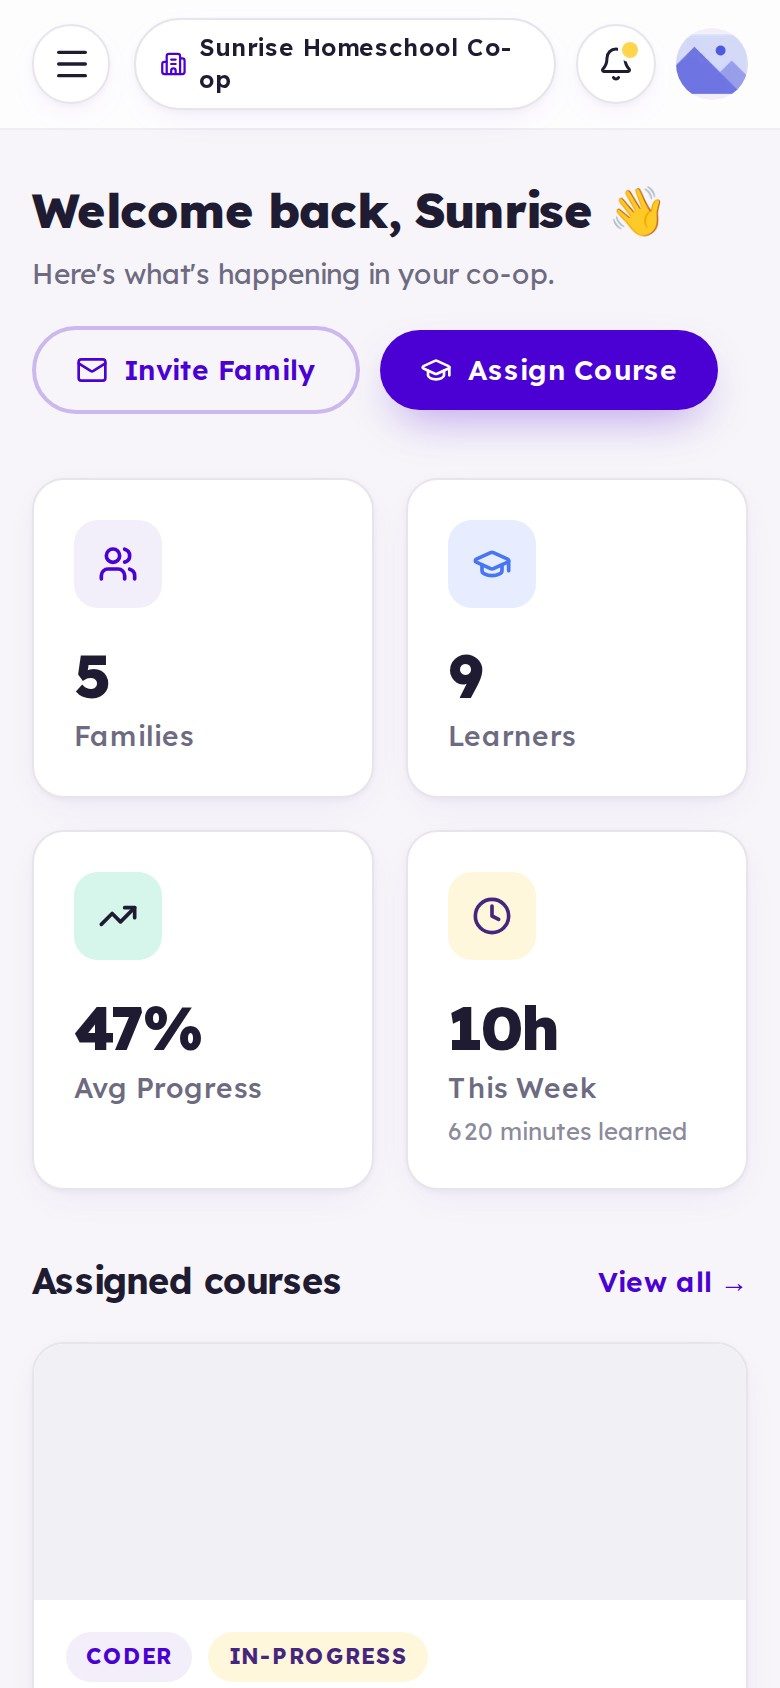 Sunrise Homeschool Co-
op
Welcome back, Sunrise 👋
Here's what's happening in your co-op.
Invite Family
Assign Course
5
Families
9
Learners
47%
Avg Progress
10h
This Week
620 minutes learned
Assigned courses
View all →
CODER
IN-PROGRESS